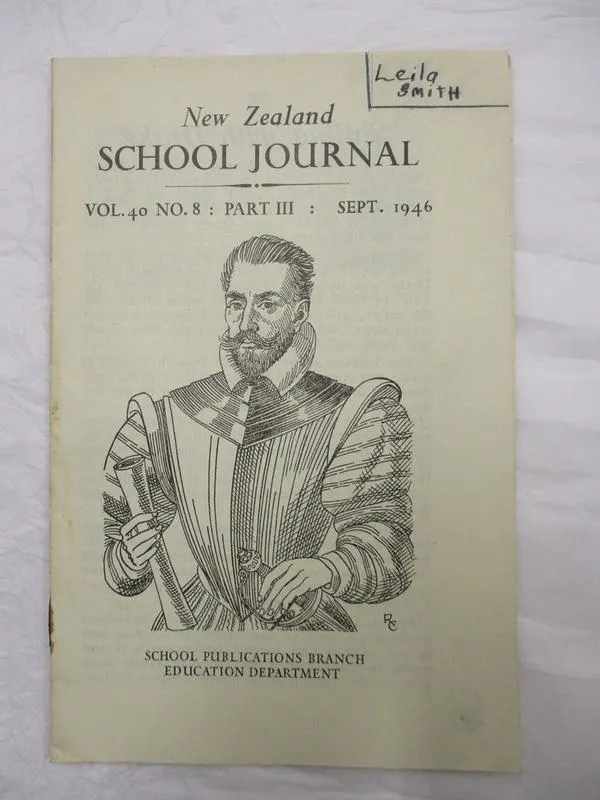 Leila
SMITH
New Zealand
SCHOOL JOURNAL
VOL. 40 NO. 8 : PART III : SEPT. 1946
RC
SCHOOL PUBLICATIONS BRANCH
EDUCATION DEPARTMENT